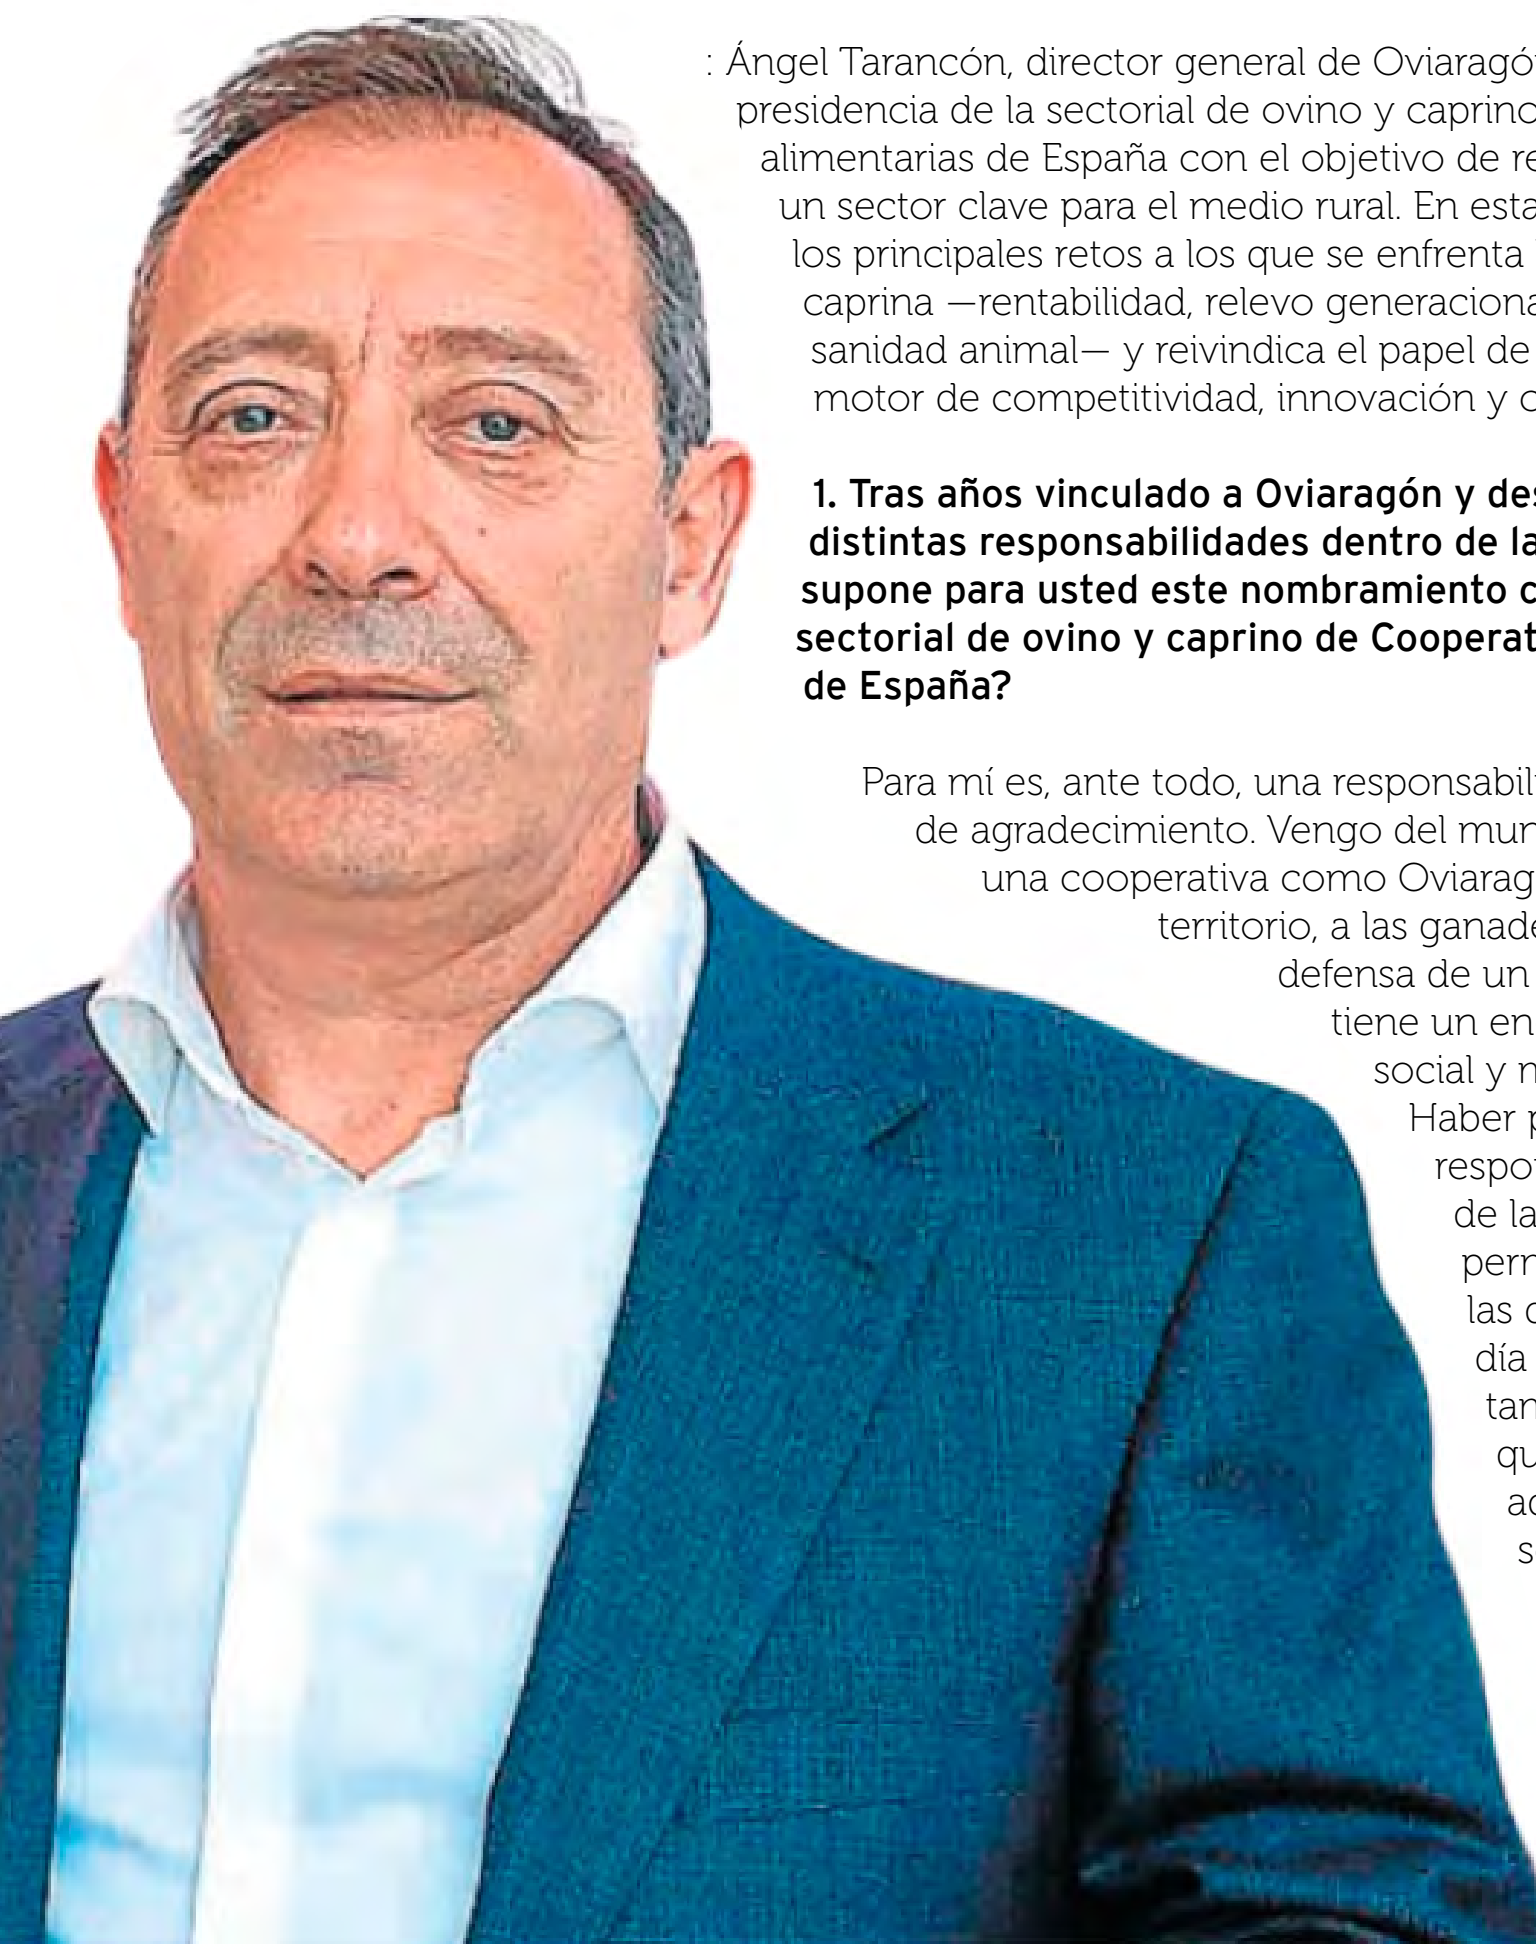 : Ángel Tarancón, director general de Oviaragón
presidencia de la sectorial de ovino y caprino
alimentarias de España con el objetivo de re
un sector clave para el medio rural. En esta
los principales retos a los que se enfrenta
caprina —rentabilidad, relevo generaciona
sanidad animal— y reivindica el papel de
motor de competitividad, innovación y c
1. Tras años vinculado a Oviaragón y des
distintas responsabilidades dentro de la
supone para usted este nombramiento c
sectorial de ovino y caprino de Cooperat
de España?
Para mí es, ante todo, una responsabili
de agradecimiento. Vengo del mun
una cooperativa como Oviarag
territorio, a las ganade
defensa de un
tiene un en
social y m
Haber p
respo
de la
perm
las c
día
tam
qu
ac
s